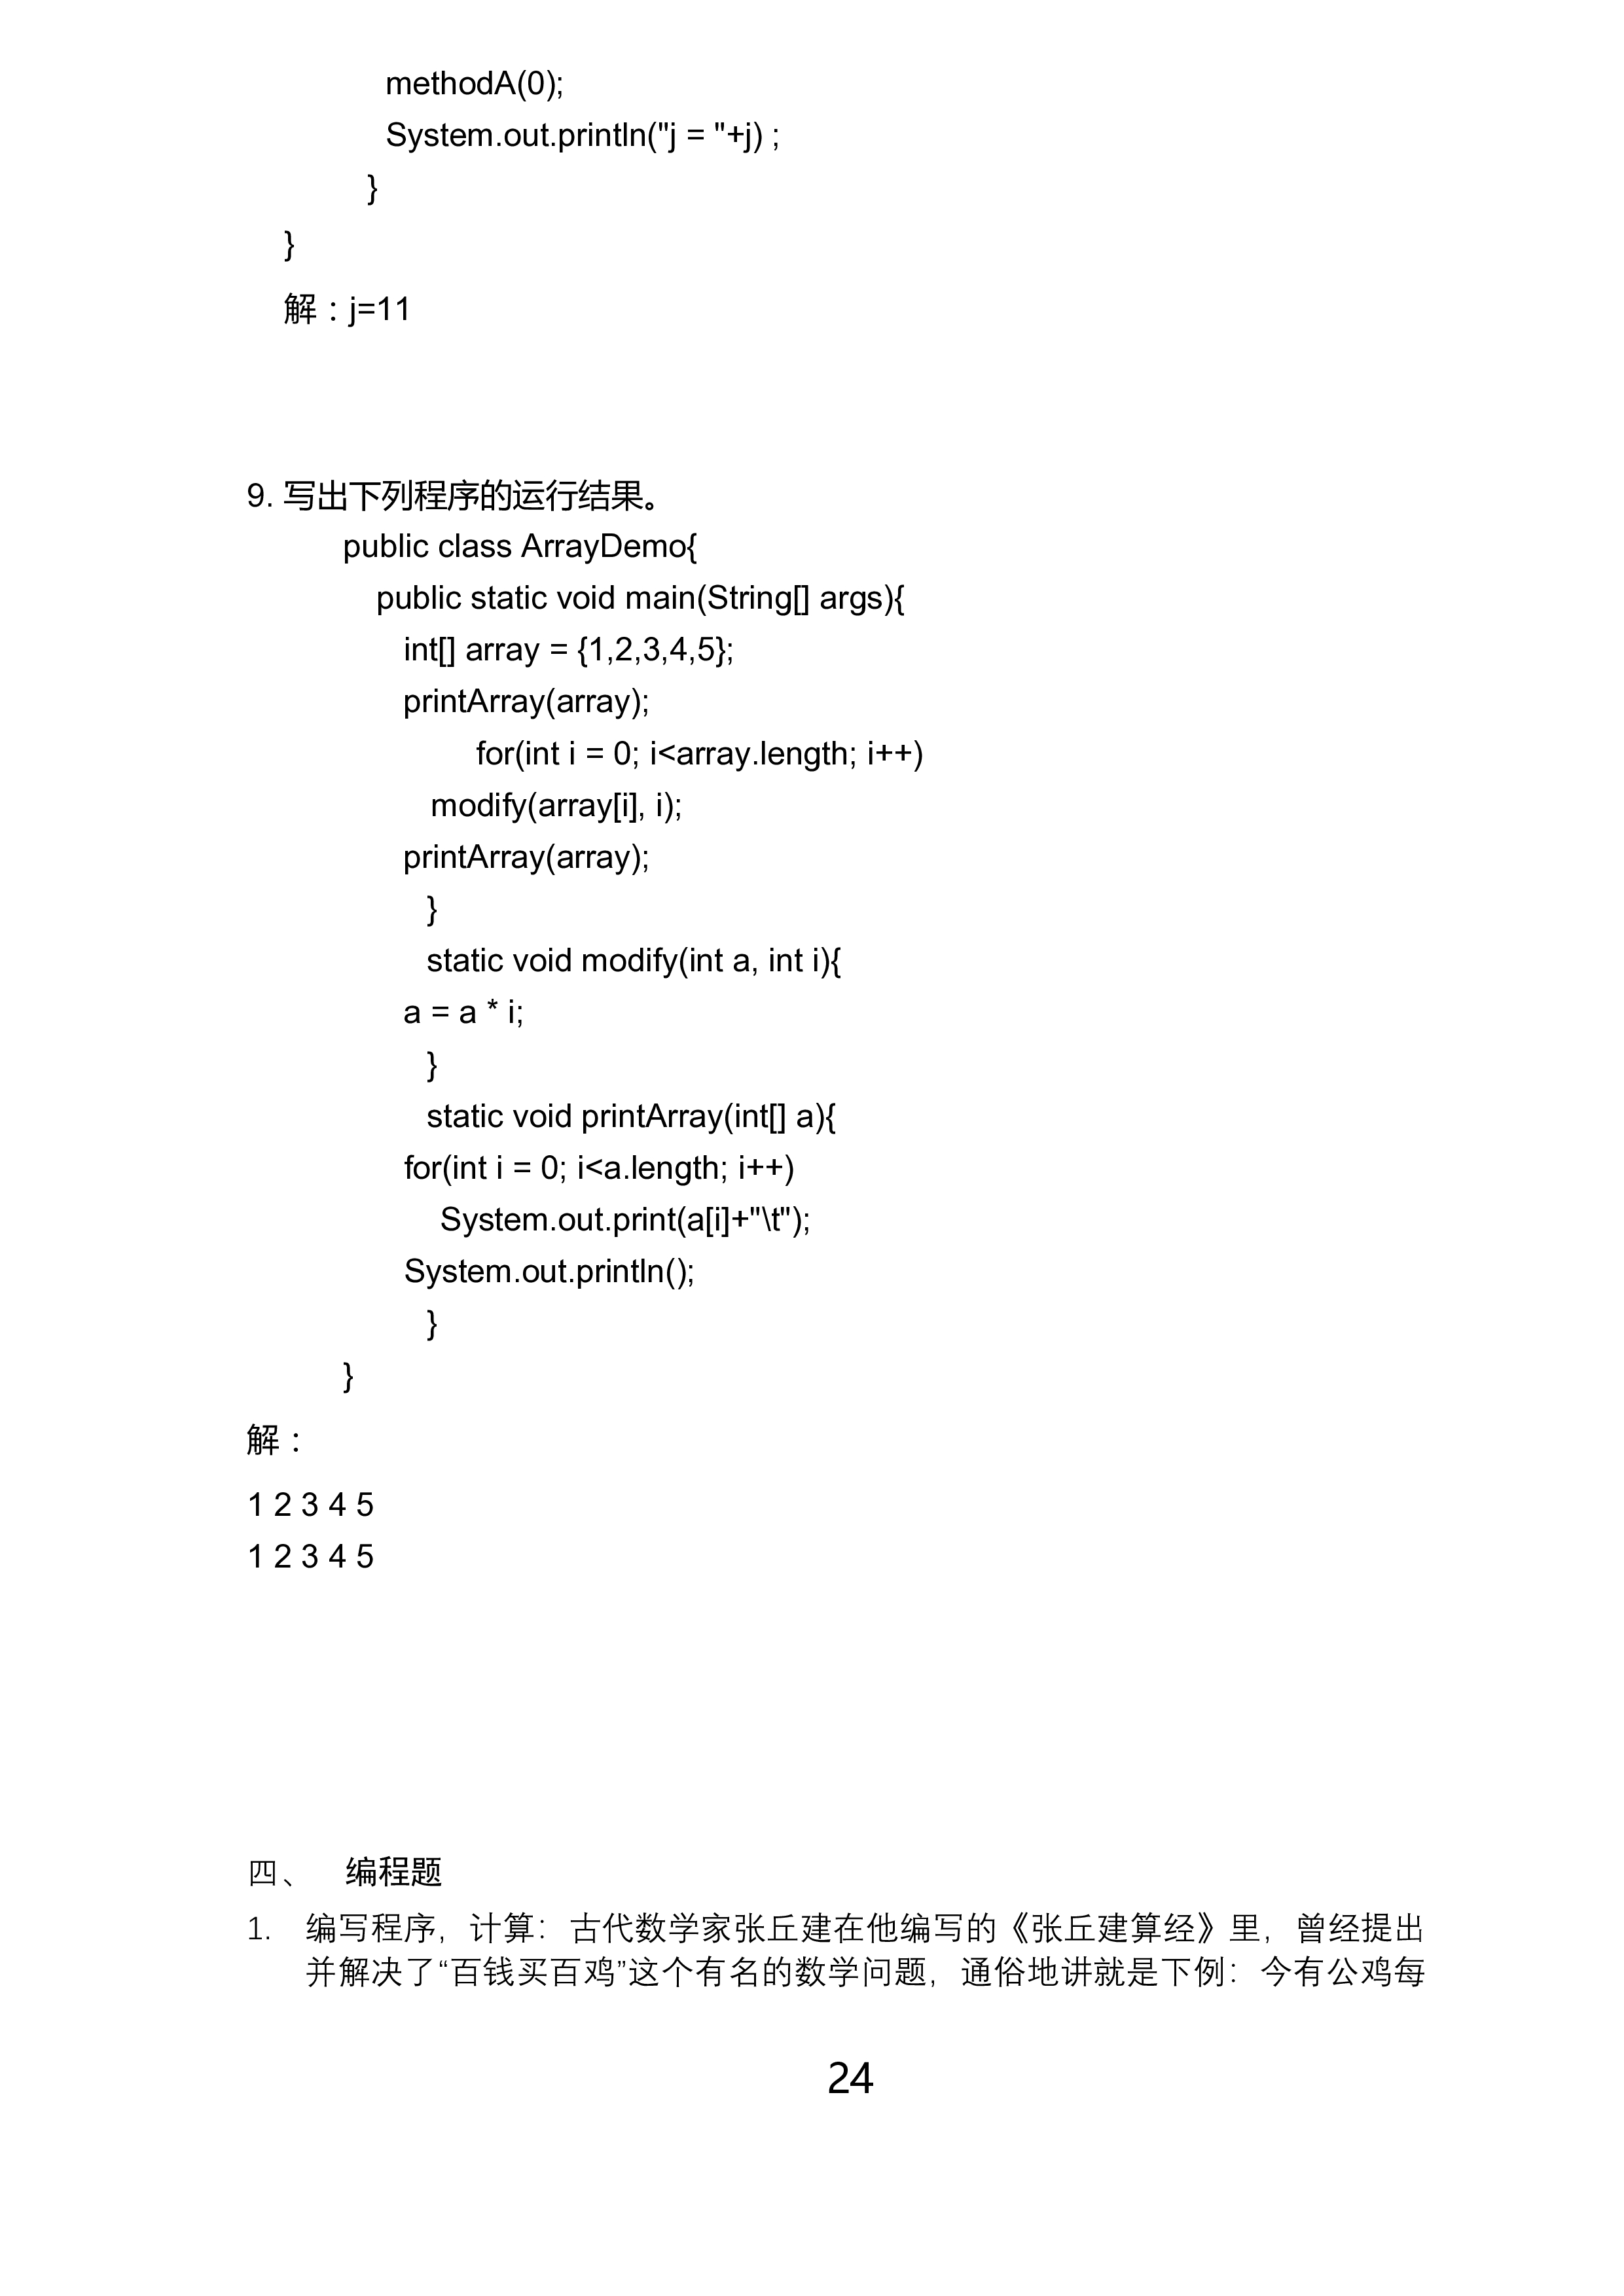 methodA(0);
System.out.println("j = "+j) ;
}
}
解：j=11
9. 写出下列程序的运行结果。
public class ArrayDemo{
public static void main(String[] args){
int[] array = {1,2,3,4,5};
printArray(array);
for(int i = 0; i<array.length; i++)
modify(array[i], i);
printArray(array);
}
static void modify(int a, int i){
a = a * i;
}
static void printArray(int[] a){
for(int i = 0; i<a.length; i++)
System.out.print(a[i]+"\t");
System.out.println();
}
}
解：
1 2 3 4 5
1 2 3 4 5
四、 编程题
1. 编写程序，计算：古代数学家张丘建在他编写的《张丘建算经》里，曾经提出
并解决了“百钱买百鸡”这个有名的数学问题，通俗地讲就是下例：今有公鸡每
24